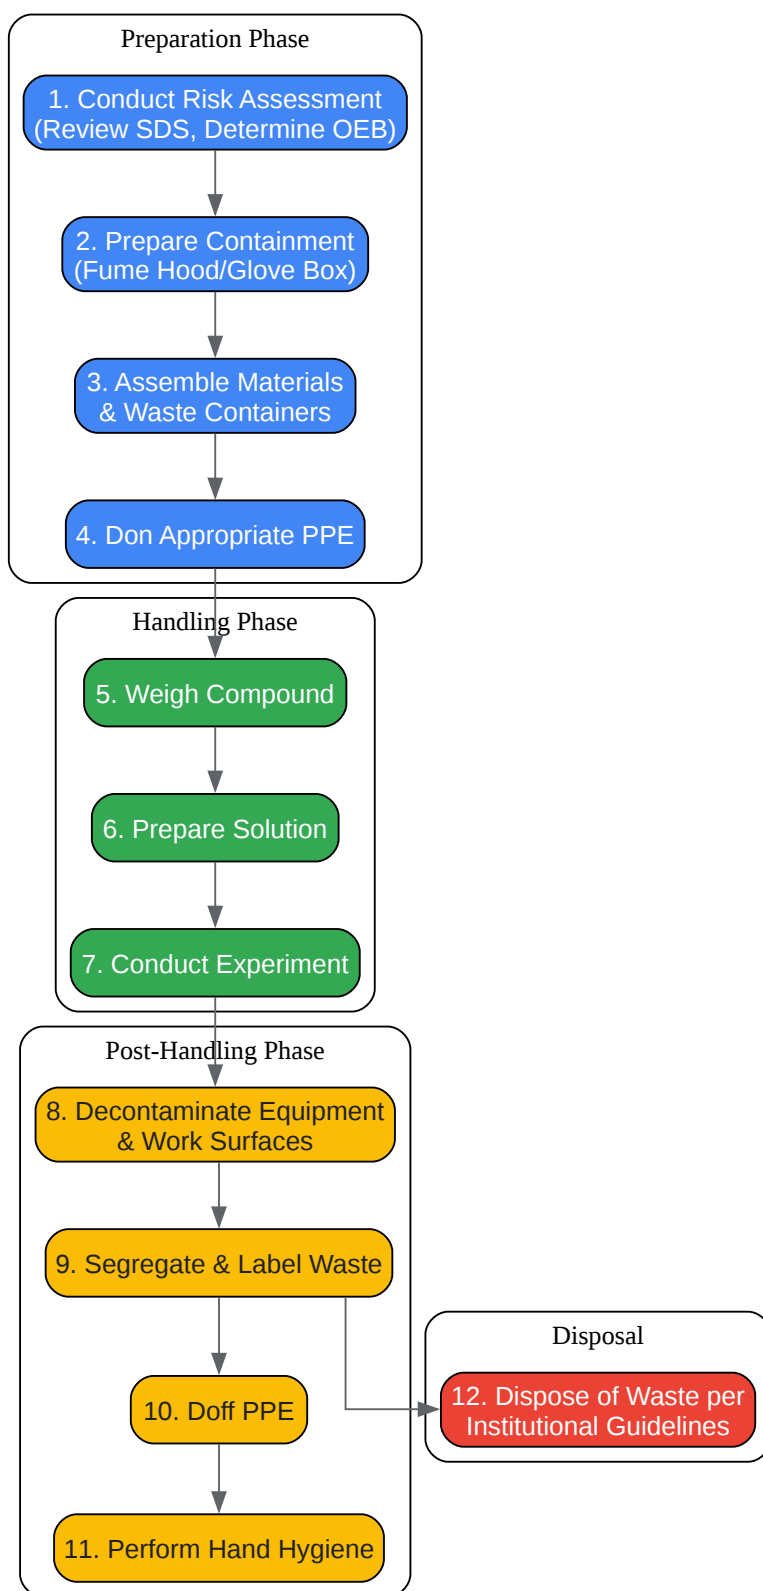 Preparation Phase
1. Conduct Risk Assessment
(Review SDS, Determine OEB)
2. Prepare Containment
(Fume Hood/Glove Box)
3. Assemble Materials
& Waste Containers
4. Don Appropriate PPE
Handling Phase
5. Weigh Compound
6. Prepare Solution
7. Conduct Experiment
Post-Handling Phase
8. Decontaminate Equipment
& Work Surfaces
9. Segregate & Label Waste
10. Doff PPE
11. Perform Hand Hygiene
Disposal
12. Dispose of Waste per
Institutional Guidelines